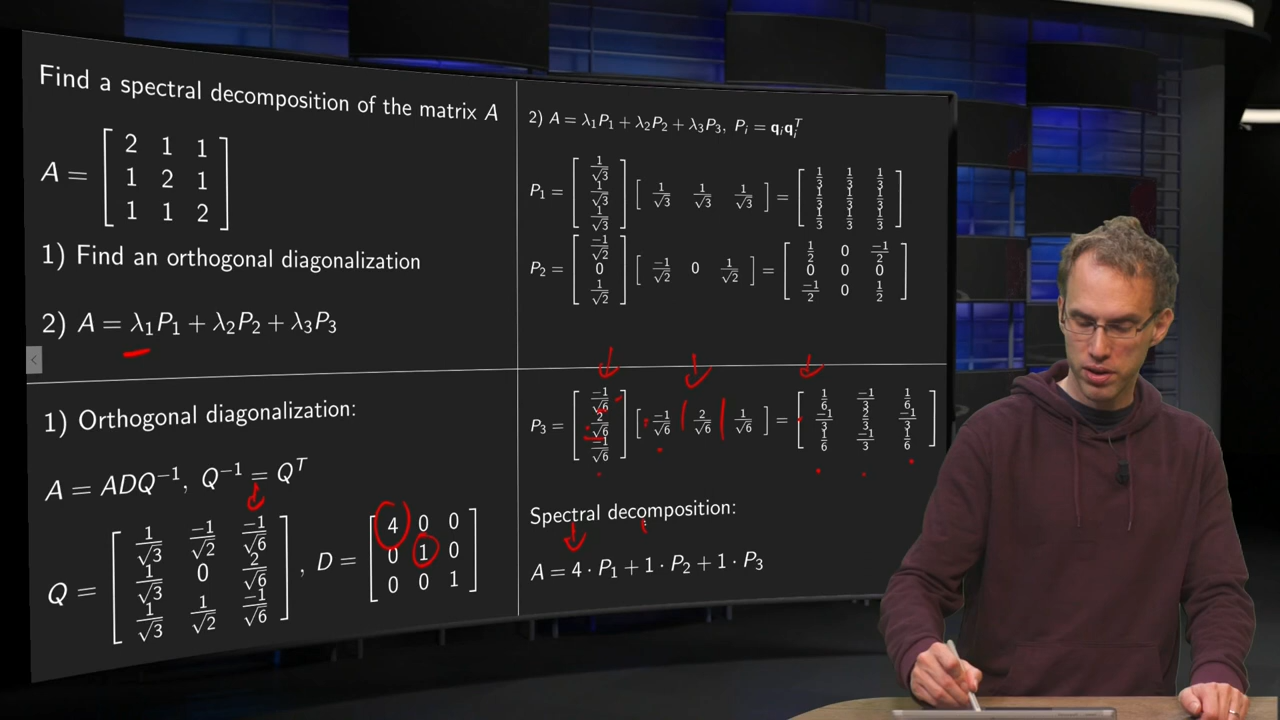 Find a spectral decomposition of the matrix A
A = [ 2 1 1
1 2 1
1 1 2 ]
1) Find an orthogonal diagonalization
2) A = λ₁P₁ + λ₂P₂ + λ₃P₃
1) Orthogonal diagonalization:
A = ADQ⁻¹, Q⁻¹ = Qᵀ
Q = [ 1/√3 -1/√2 -1/√6
1/√3 0 2/√6
1/√3 1/√2 -1/√6 ], D = [ 4 0 0
0 1 0
0 0 1 ]
2) A = λ₁P₁ + λ₂P₂ + λ₃P₃, Pᵢ = qᵢqᵢᵀ
P₁ = [ 1/√3
1/√3
1/√3 ] [ 1/√3 1/√3 1/√3 ] = [ 1/3 1/3 1/3
1/3 1/3 1/3
1/3 1/3 1/3 ]
P₂ = [ -1/√2
0
1/√2 ] [ -1/√2 0 1/√2 ] = [ 1/2 0 -1/2
0 0 0
-1/2 0 1/2 ]
P₃ = [ -1/√6
2/√6
-1/√6 ] [ -1/√6 2/√6 1/√6 ] = [ 1/6 -1/3 1/6
-1/3 2/3 -1/3
1/6 -1/3 1/6 ]
Spectral decomposition:
A = 4 · P₁ + 1 · P₂ + 1 · P₃